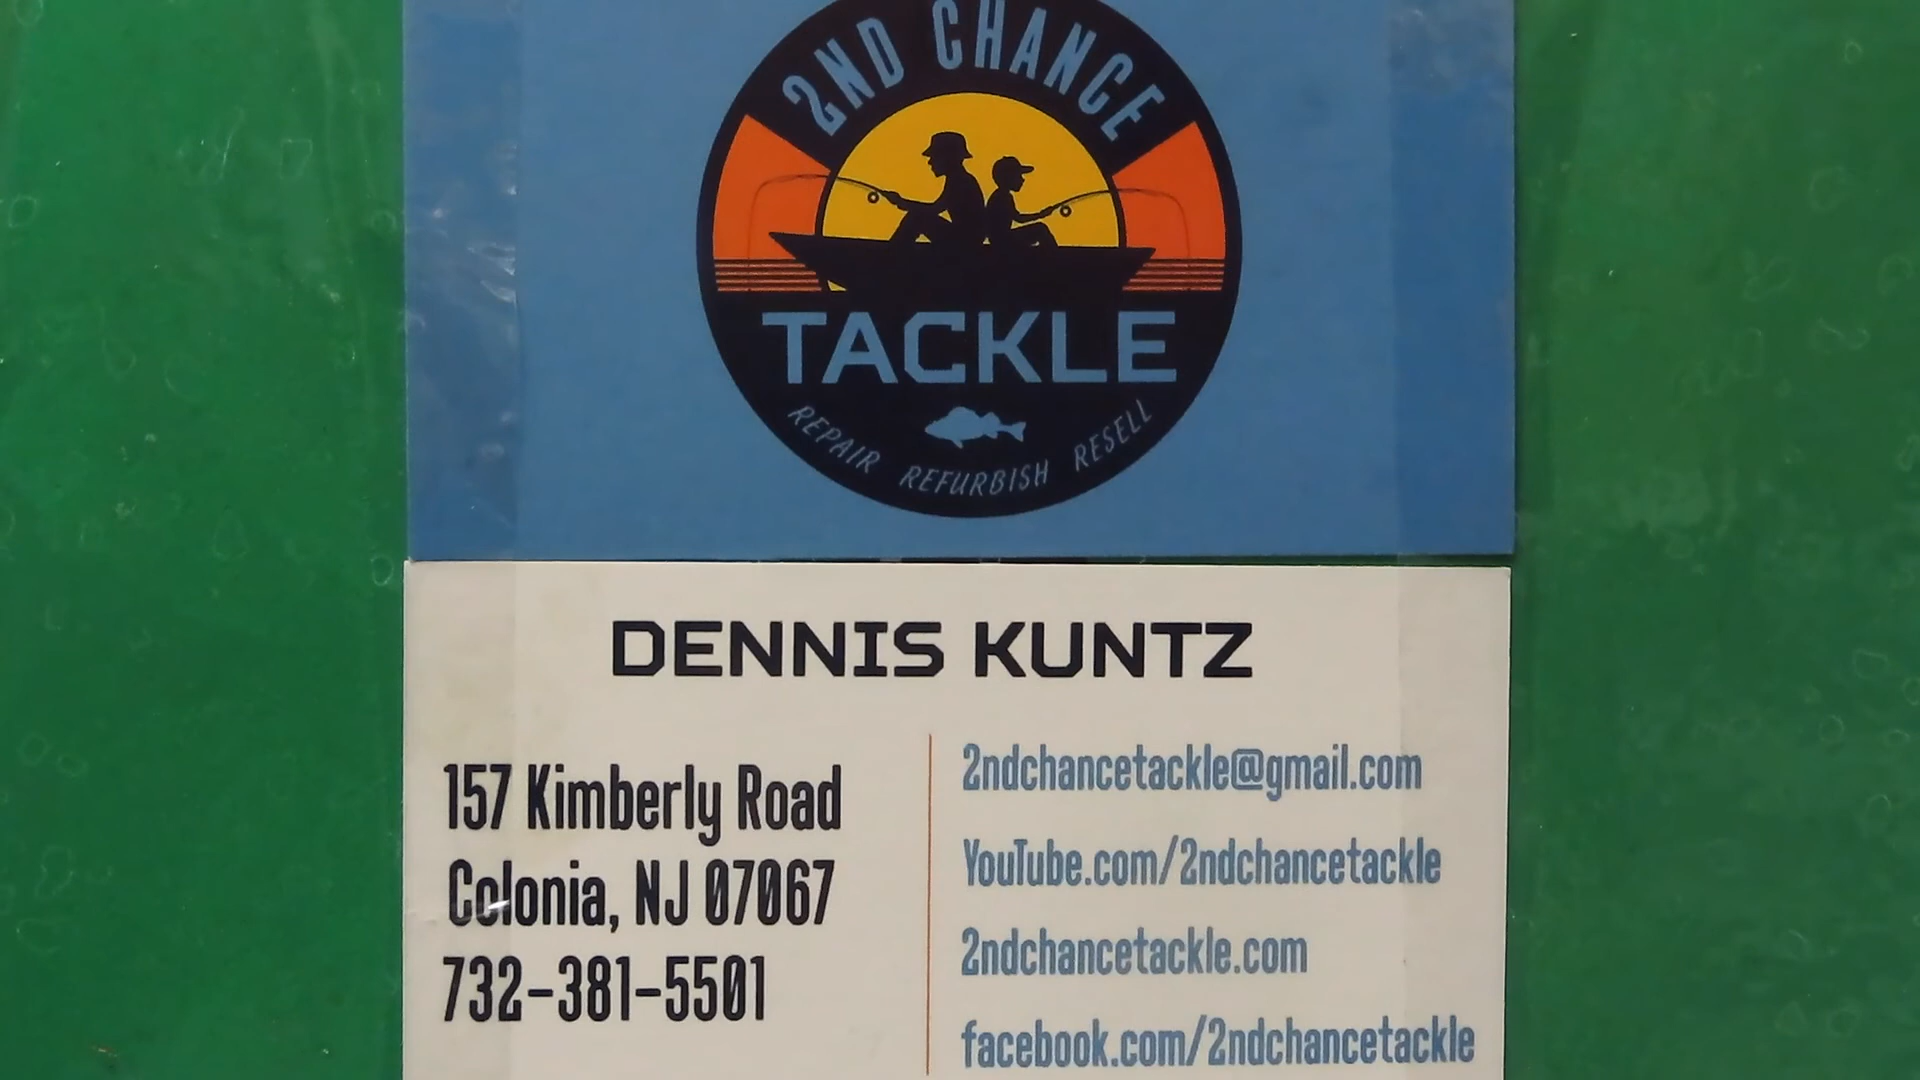 2ND CHANCE
TACKLE
REPAIR REFURBISH RESELL
DENNIS KUNTZ
157 Kimberly Road
Colonia, NJ 07067
732-381-5501
2ndchancetackle@gmail.com
YouTube.com/2ndchancetackle
2ndchancetackle.com
facebook.com/2ndchancetackle